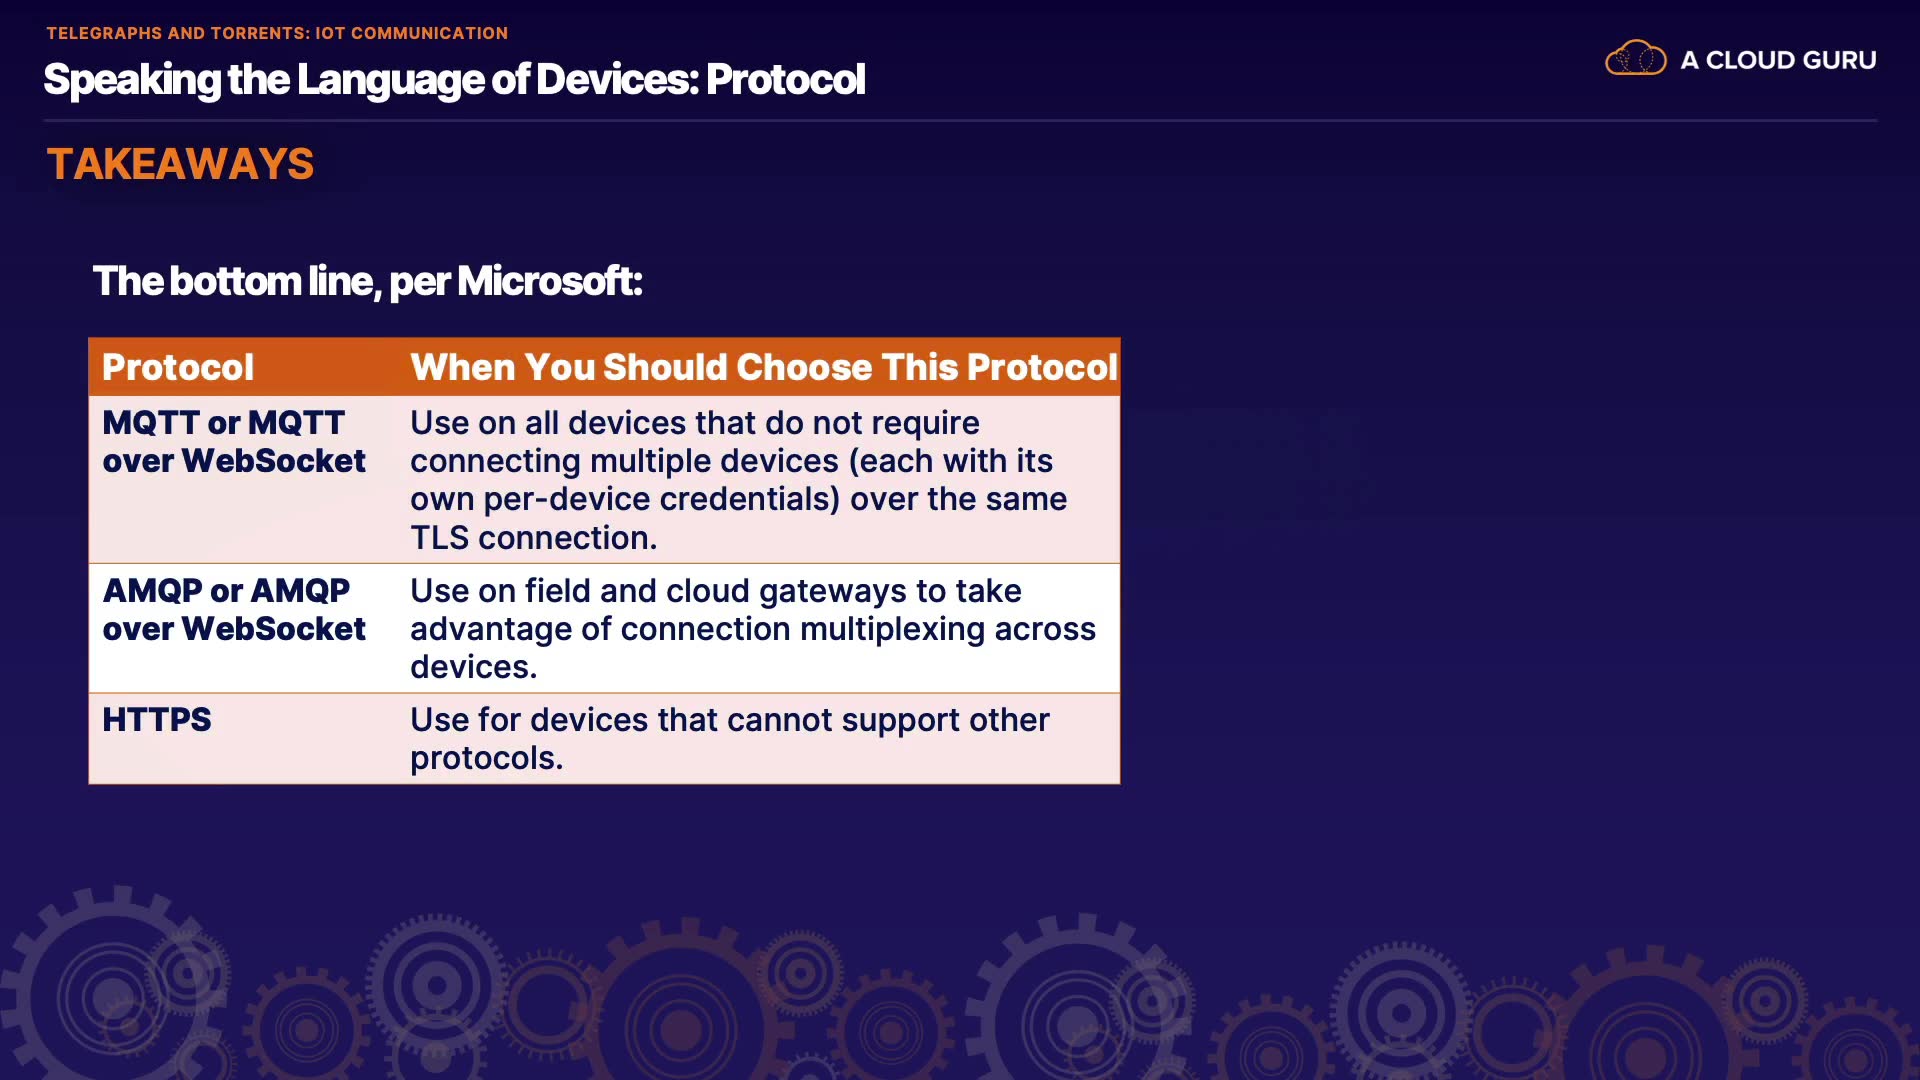 TELEGRAPHS AND TORRENTS: IOT COMMUNICATION
Speaking the Language of Devices: Protocol
A CLOUD GURU
TAKEAWAYS
The bottom line, per Microsoft:
Protocol When You Should Choose This Protocol
MQTT or MQTT over WebSocket
Use on all devices that do not require
connecting multiple devices (each with its
own per-device credentials) over the same
TLS connection.
AMQP or AMQP over WebSocket
Use on field and cloud gateways to take
advantage of connection multiplexing across
devices.
HTTPS
Use for devices that cannot support other
protocols.